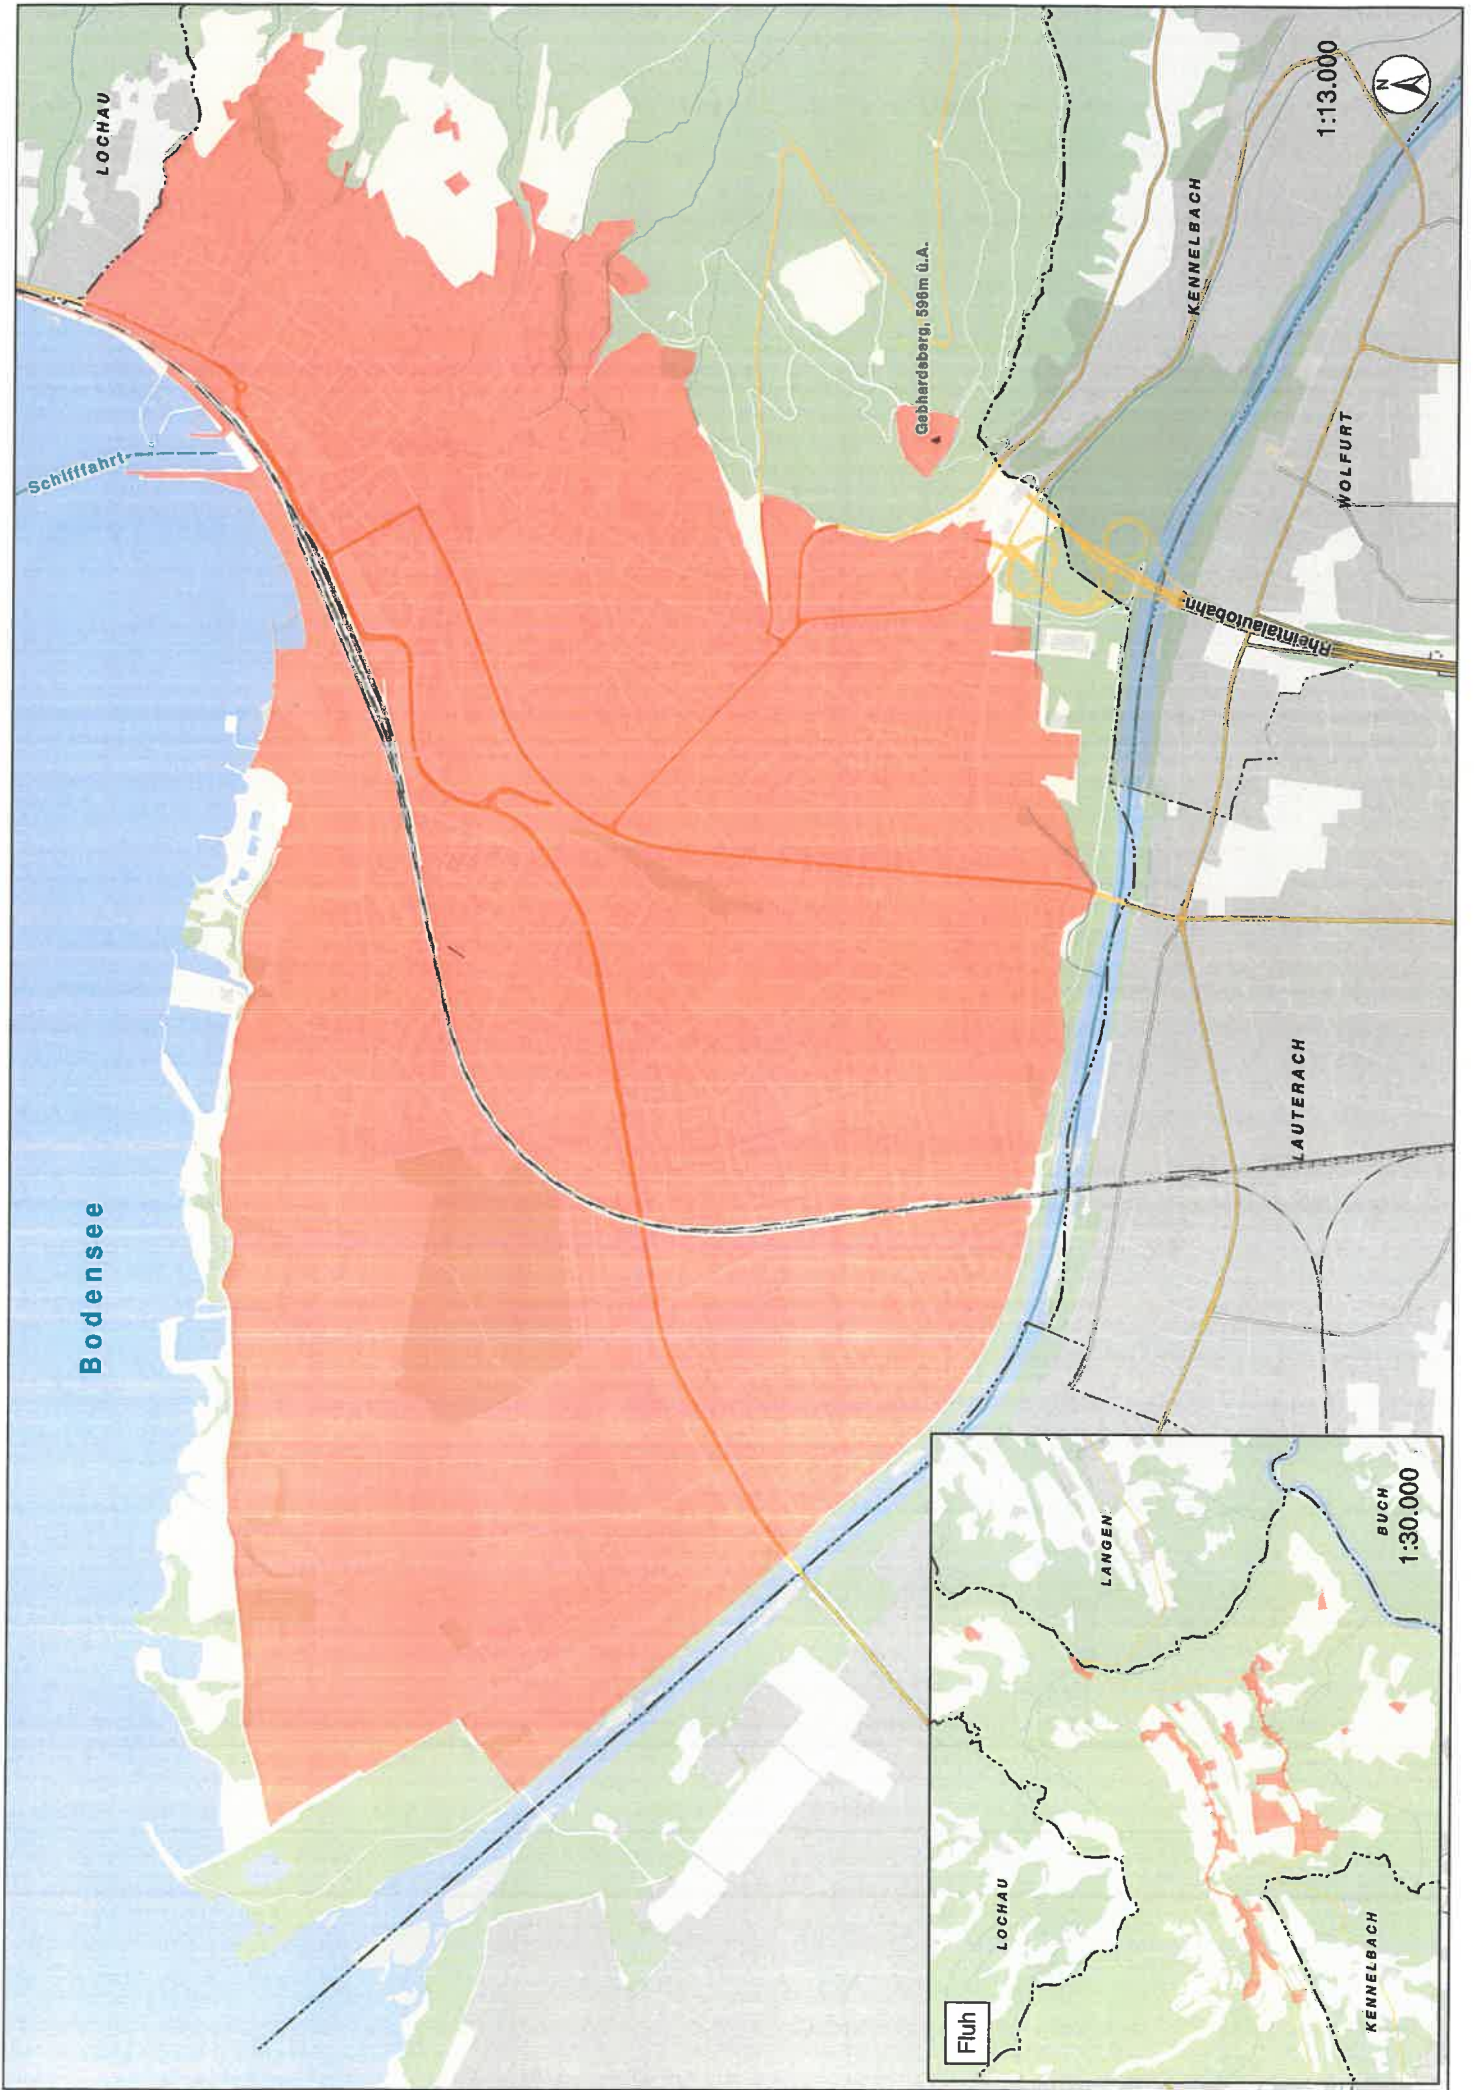 LOCHAU
1:13.000
N
Schifffahrt
KENNELBACH
Gebhardsberg, 596m ü.A.
WOLFURT
Rheintalautobahn
Bodensee
LAUTERACH
LANGEN
BUCH
1:30.000
LOCHAU
KENNELBACH
Fluh